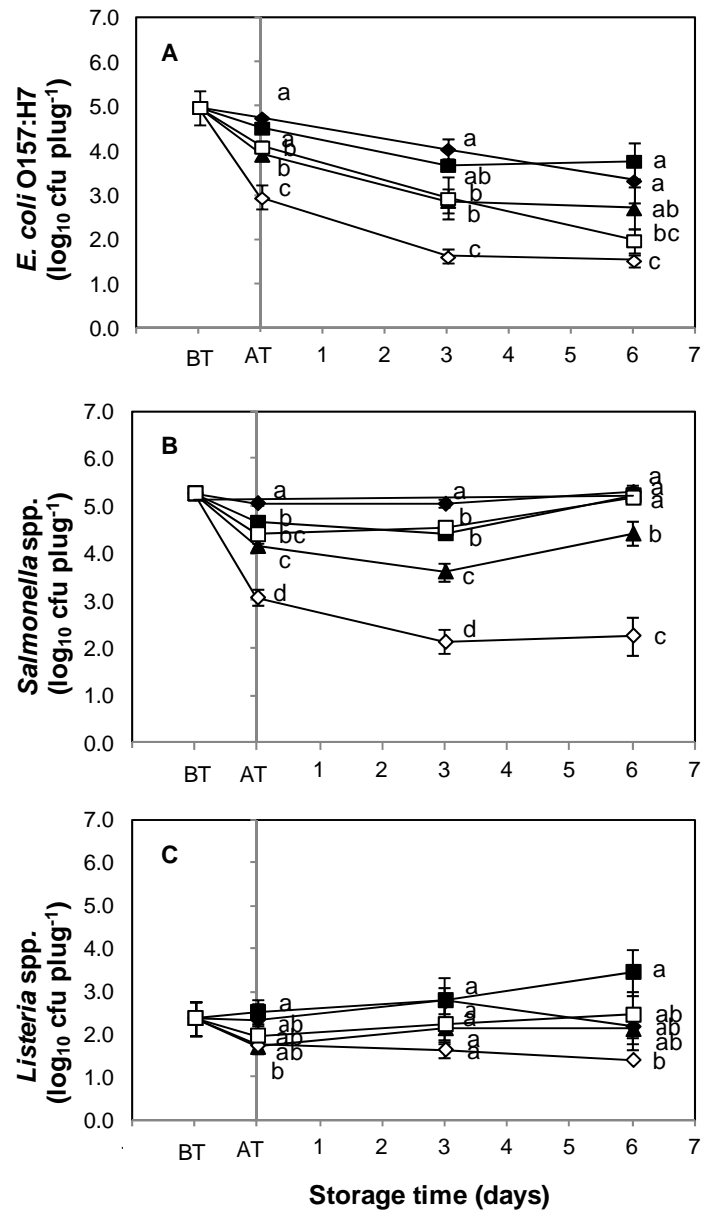 E. coli O157:H7
(log₁₀ cfu plug⁻¹)
7.0
6.0
5.0
4.0
3.0
2.0
1.0
0.0
A
a
a
b
b
c
a
ab
b
b
c
a
a
ab
bc
c
BT AT 1 2 3 4 5 6 7
Salmonella spp.
(log₁₀ cfu plug⁻¹)
7.0
6.0
5.0
4.0
3.0
2.0
1.0
0.0
B
a
b
bc
c
d
a
b
b
c
d
a
a
a
b
c
BT AT 1 2 3 4 5 6 7
Listeria spp.
(log₁₀ cfu plug⁻¹)
7.0
6.0
5.0
4.0
3.0
2.0
1.0
0.0
C
a
ab
ab
ab
b
a
a
a
a
a
a
ab
ab
ab
b
BT AT 1 2 3 4 5 6 7
Storage time (days)